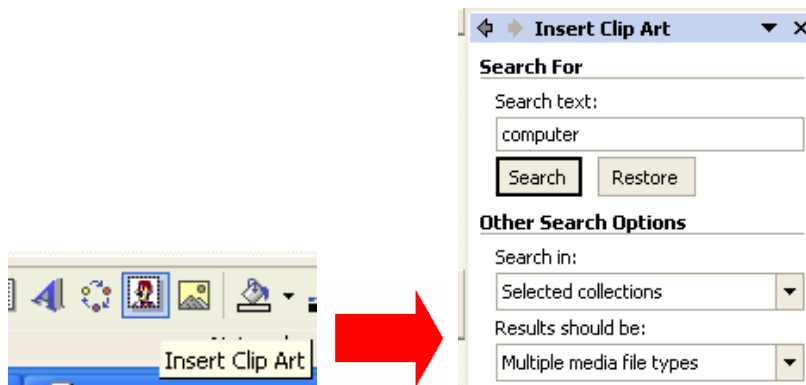 Insert Clip Art
Insert Clip Art
Search For
Search text:
computer
Search Restore
Other Search Options
Search in:
Selected collections
Results should be:
Multiple media file types